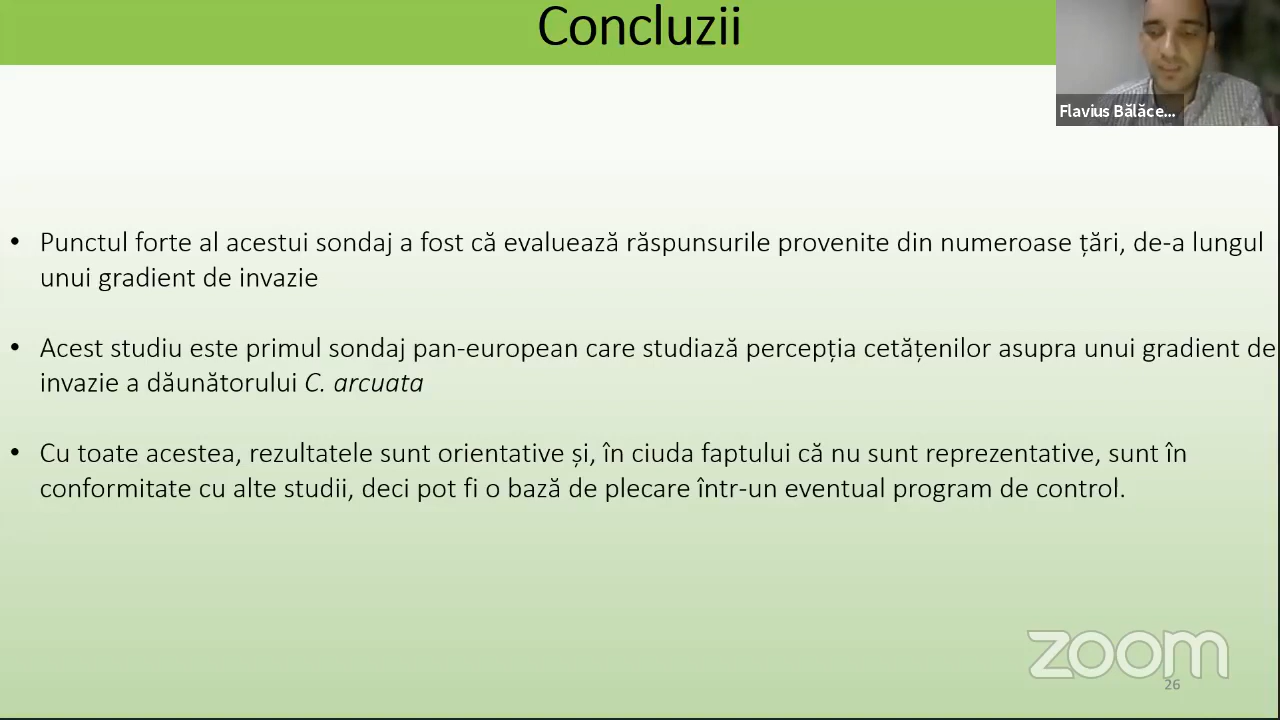 Concluzii
Flavius Bălăce...
• Punctul forte al acestui sondaj a fost că evaluează răspunsurile provenite din numeroase țări, de-a lungul
unui gradient de invazie
• Acest studiu este primul sondaj pan-european care studiază percepția cetățenilor asupra unui gradient de
invazie a dăunătorului C. arcuata
• Cu toate acestea, rezultatele sunt orientative și, în ciuda faptului că nu sunt reprezentative, sunt în
conformitate cu alte studii, deci pot fi o bază de plecare într-un eventual program de control.
zoom
26